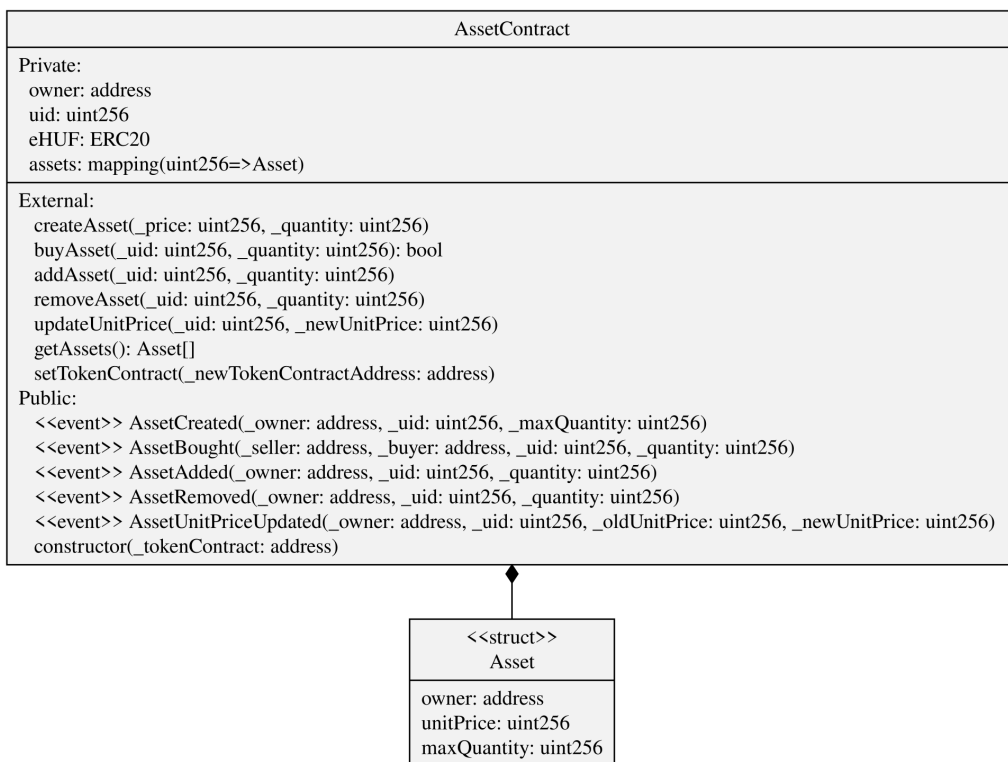 AssetContract
Private:
owner: address
uid: uint256
eHUF: ERC20
assets: mapping(uint256=>Asset)
External:
createAsset(_price: uint256, _quantity: uint256)
buyAsset(_uid: uint256, _quantity: uint256): bool
addAsset(_uid: uint256, _quantity: uint256)
removeAsset(_uid: uint256, _quantity: uint256)
updateUnitPrice(_uid: uint256, _newUnitPrice: uint256)
getAssets(): Asset[]
setTokenContract(_newTokenContractAddress: address)
Public:
<<event>> AssetCreated(_owner: address, _uid: uint256, _maxQuantity: uint256)
<<event>> AssetBought(_seller: address, _buyer: address, _uid: uint256, _quantity: uint256)
<<event>> AssetAdded(_owner: address, _uid: uint256, _quantity: uint256)
<<event>> AssetRemoved(_owner: address, _uid: uint256, _quantity: uint256)
<<event>> AssetUnitPriceUpdated(_owner: address, _uid: uint256, _oldUnitPrice: uint256, _newUnitPrice: uint256)
constructor(_tokenContract: address)
<<struct>>
Asset
owner: address
unitPrice: uint256
maxQuantity: uint256